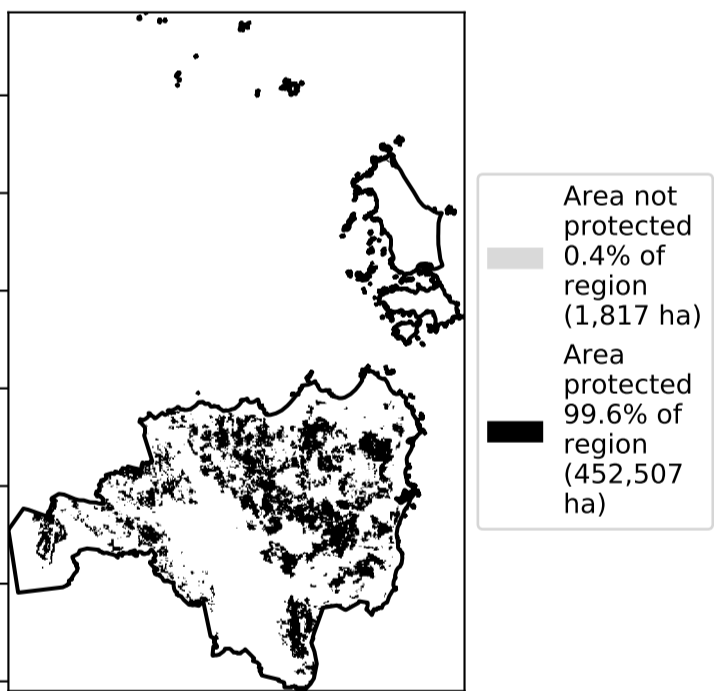 Area not
protected
0.4% of
region
(1,817 ha)
Area
protected
99.6% of
region
(452,507
ha)